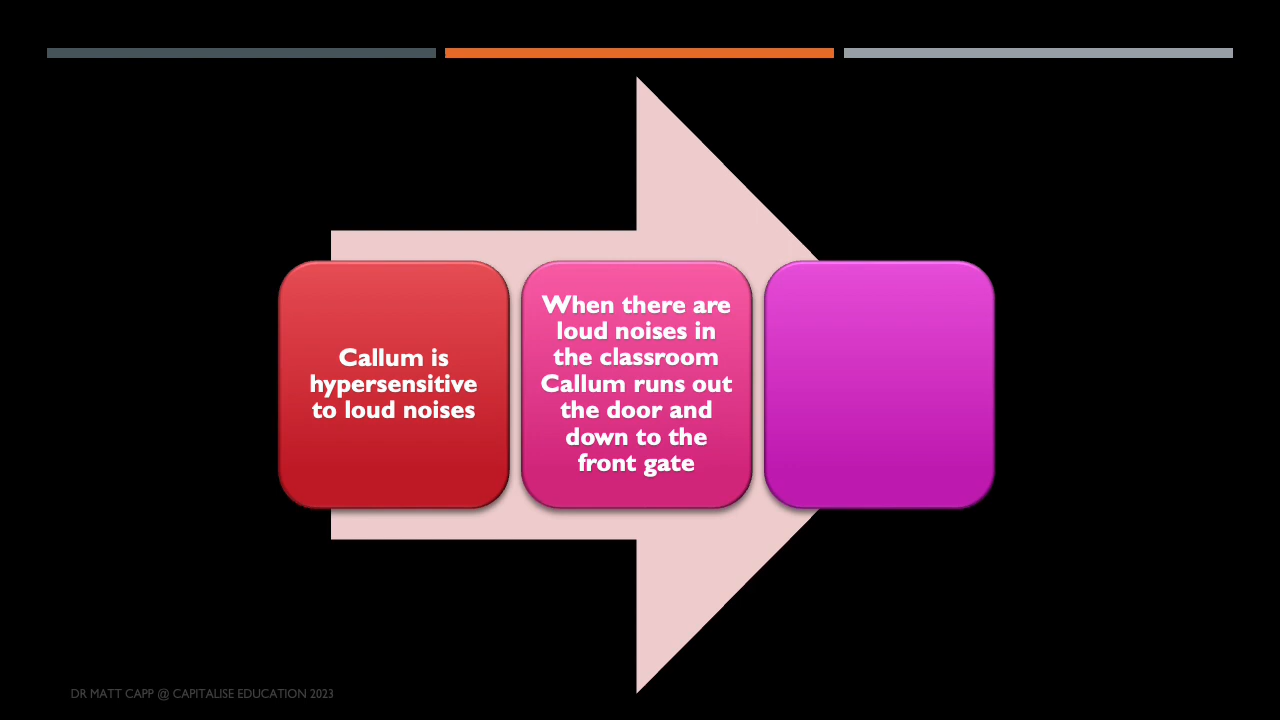 Callum is
hypersensitive
to loud noises
When there are
loud noises in
the classroom
Callum runs out
the door and
down to the
front gate
DR MATT CAPP @ CAPITALISE EDUCATION 2023